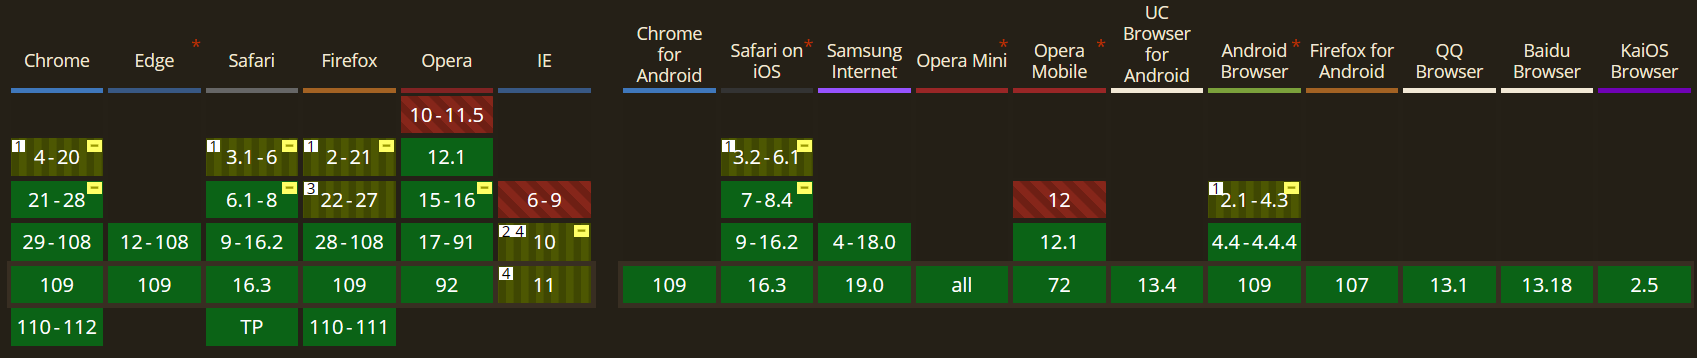 Chrome
Edge *
Safari
Firefox
Opera
IE
Chrome
for
Android
Safari on *
iOS
Samsung
Internet
Opera Mini *
Opera *
Mobile
UC
Browser
for
Android
Android *
Browser
Firefox for
Android
QQ
Browser
Baidu
Browser
KaiOS
Browser
10 - 11.5
1 4 - 20 -
1 3.1 - 6 -
1 2 - 21 -
12.1
1 3.2 - 6.1 -
21 - 28 -
6.1 - 8 -
3 22 - 27
15 - 16 -
6 - 9
7 - 8.4 -
12
1 2.1 - 4.3 -
29 - 108
12 - 108
9 - 16.2
28 - 108
17 - 91
2 4 10 -
9 - 16.2
4 - 18.0
12.1
4.4 - 4.4.4
109
109
16.3
109
92
4 11
109
16.3
19.0
all
72
13.4
109
107
13.1
13.18
2.5
110 - 112
TP
110 - 111